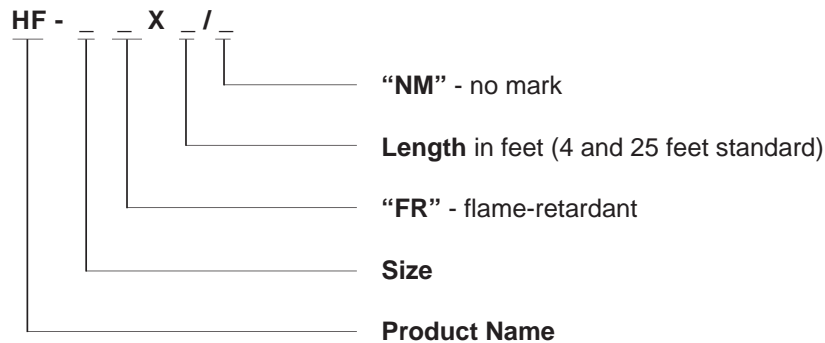 HF - _ _ X _ / _
“NM” - no mark
Length in feet (4 and 25 feet standard)
“FR” - flame-retardant
Size
Product Name